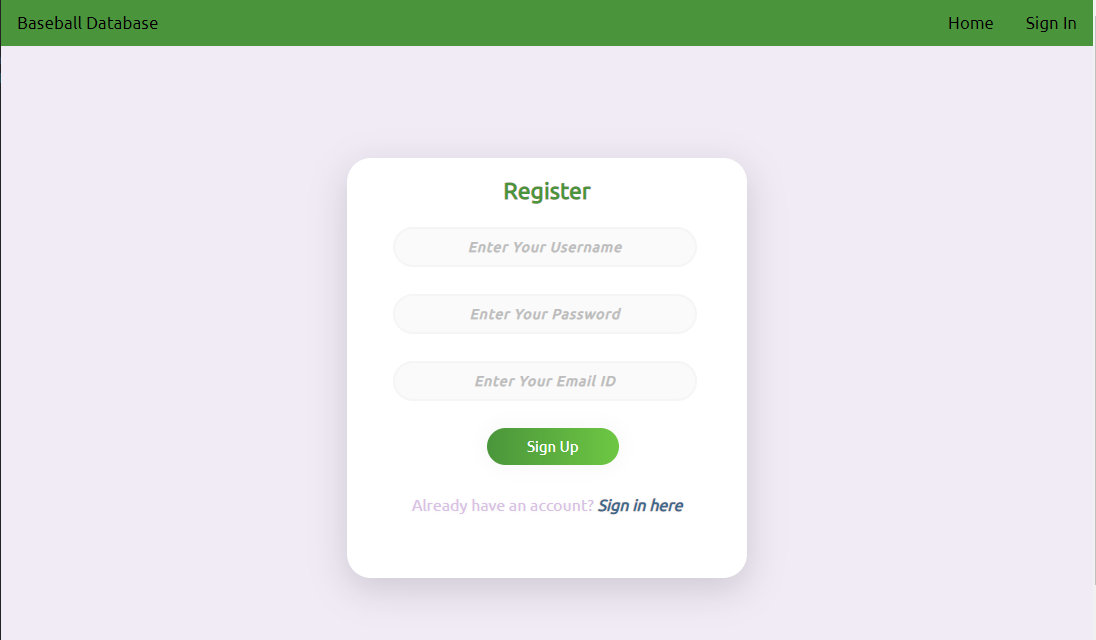 Baseball Database Home Sign In
Register
Enter Your Username
Enter Your Password
Enter Your Email ID
Sign Up
Already have an account? Sign in here